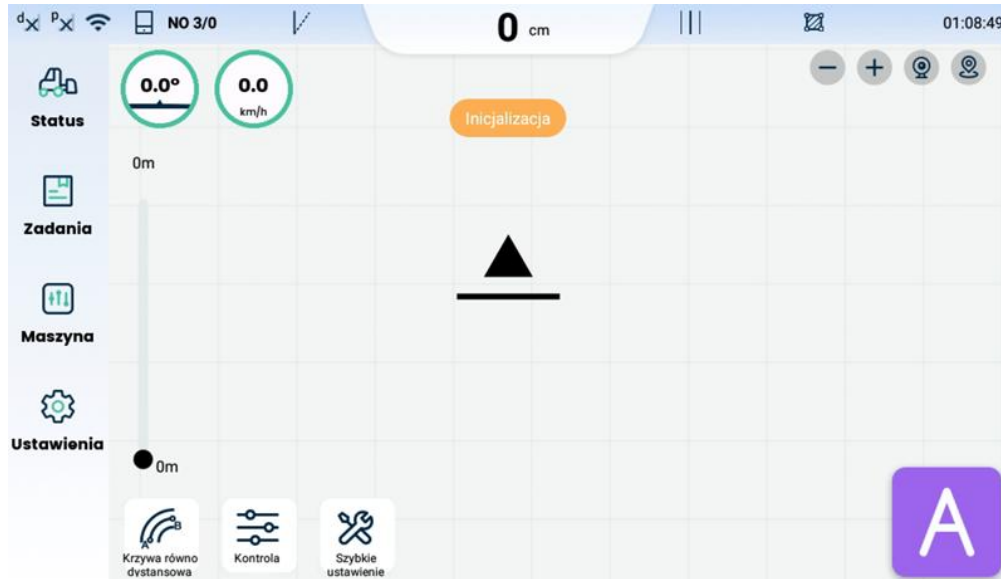 d P NO 3/0 0 cm 01:08:49
0.0° 0.0
km/h
Inicjalizacja
Status
0m
Zadania
Maszyna
Ustawienia
0m
A B
Krzywa równo
dystansowa
Kontrola
Szybkie
ustawienie
A